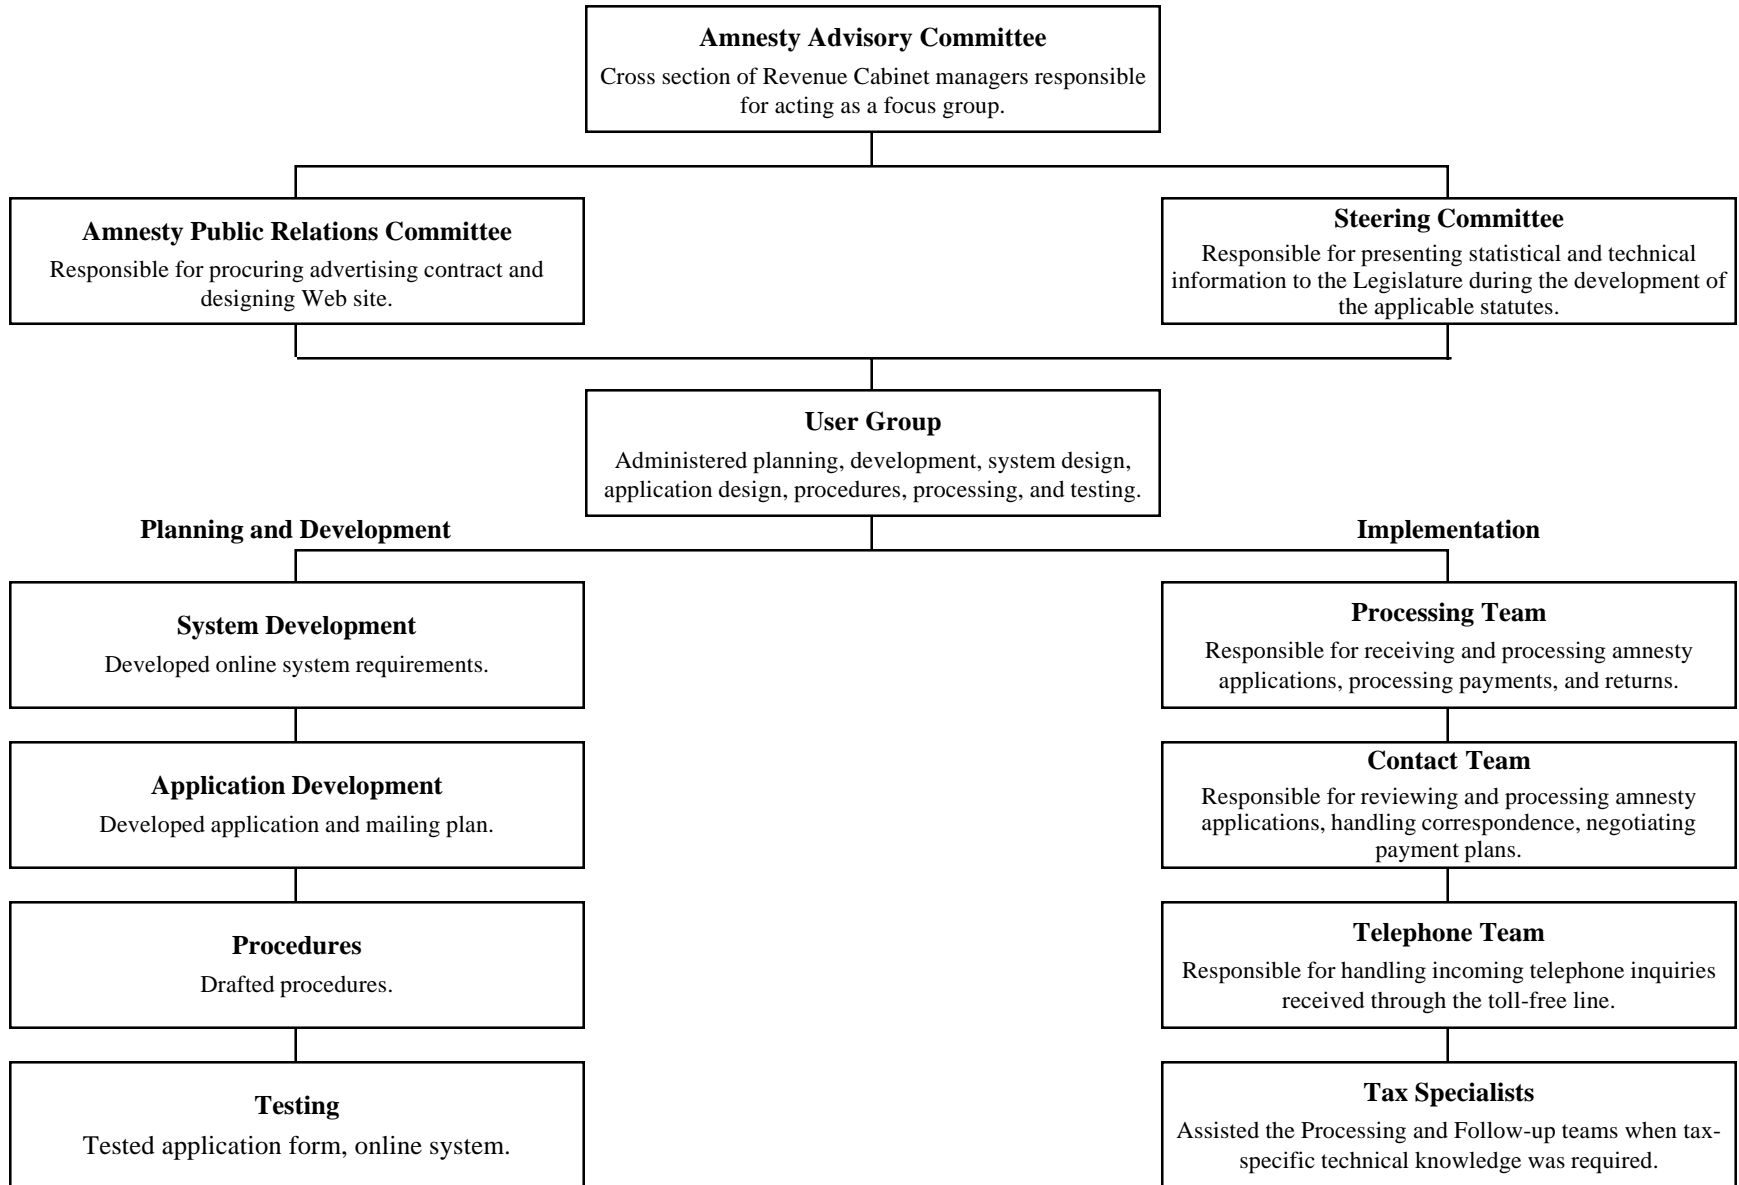 Amnesty Advisory Committee
Cross section of Revenue Cabinet managers responsible
for acting as a focus group.
Amnesty Public Relations Committee
Responsible for procuring advertising contract and
designing Web site.
Steering Committee
Responsible for presenting statistical and technical
information to the Legislature during the development of
the applicable statutes.
User Group
Administered planning, development, system design,
application design, procedures, processing, and testing.
Planning and Development
Implementation
System Development
Developed online system requirements.
Application Development
Developed application and mailing plan.
Procedures
Drafted procedures.
Testing
Tested application form, online system.
Processing Team
Responsible for receiving and processing amnesty
applications, processing payments, and returns.
Contact Team
Responsible for reviewing and processing amnesty
applications, handling correspondence, negotiating
payment plans.
Telephone Team
Responsible for handling incoming telephone inquiries
received through the toll-free line.
Tax Specialists
Assisted the Processing and Follow-up teams when tax-
specific technical knowledge was required.